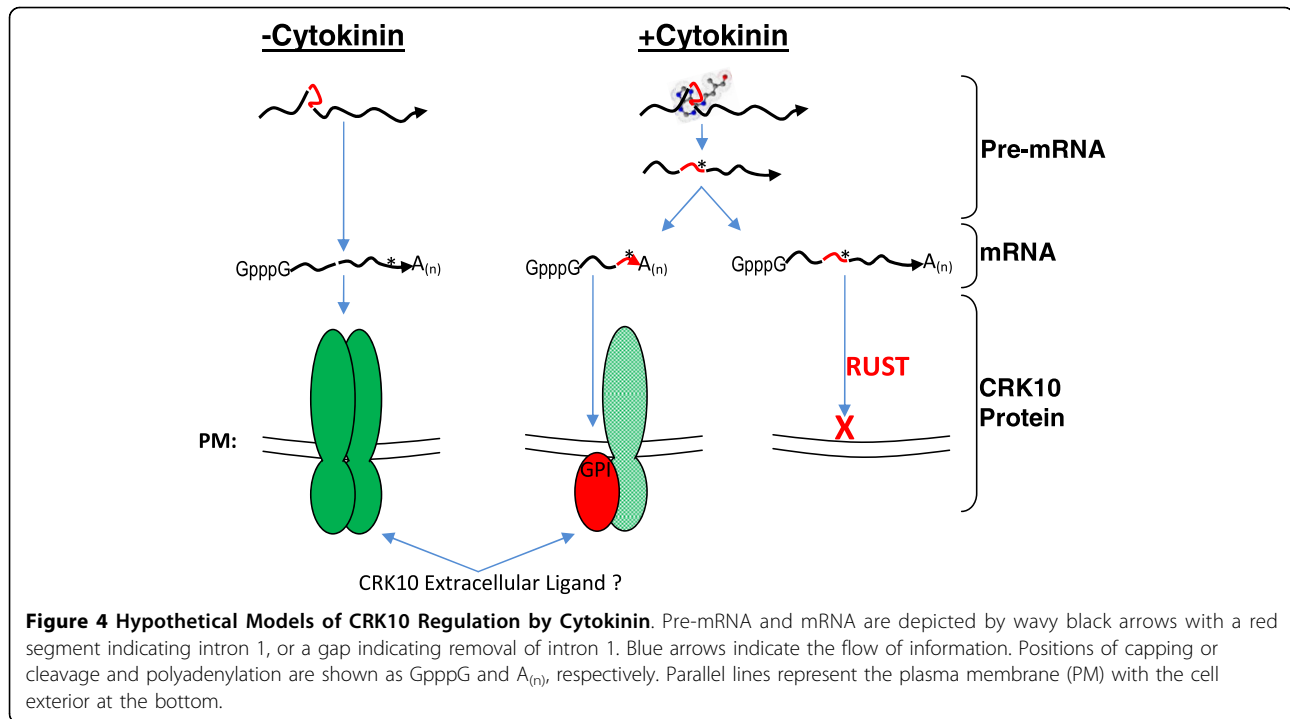 -Cytokinin
+Cytokinin
Pre-mRNA
*
GpppG * A(n)
GpppG * A(n)
GpppG * A(n)
mRNA
RUST
X
CRK10
Protein
PM:
GPI
CRK10 Extracellular Ligand ?
Figure 4 Hypothetical Models of CRK10 Regulation by Cytokinin. Pre-mRNA and mRNA are depicted by wavy black arrows with a red
segment indicating intron 1, or a gap indicating removal of intron 1. Blue arrows indicate the flow of information. Positions of capping or
cleavage and polyadenylation are shown as GpppG and A(n), respectively. Parallel lines represent the plasma membrane (PM) with the cell
exterior at the bottom.